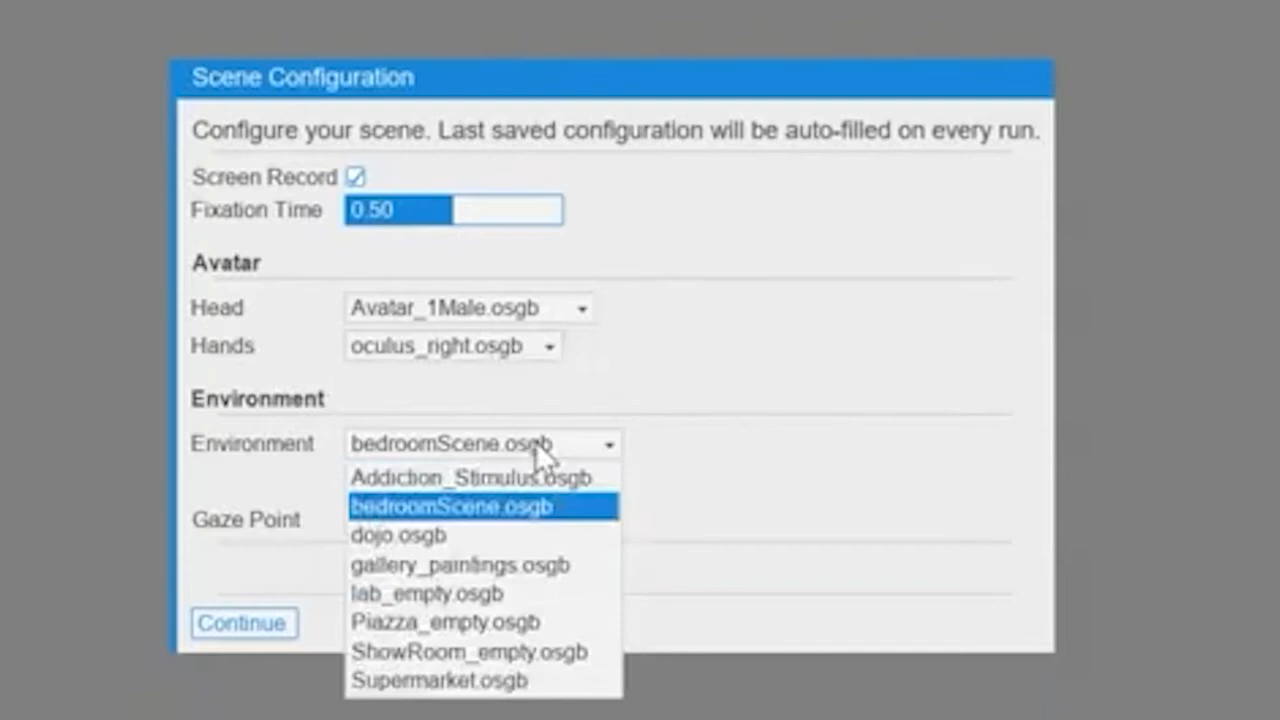 Scene Configuration
Configure your scene. Last saved configuration will be auto-filled on every run.
Screen Record
Fixation Time 0.50
Avatar
Head Avatar_1Male.osgb
Hands oculus_right.osgb
Environment
Environment bedroomScene.osgb
Addiction_Stimulus.osgb
bedroomScene.osgb
Gaze Point
dojo.osgb
gallery_paintings.osgb
lab_empty.osgb
Continue
Piazza_empty.osgb
ShowRoom_empty.osgb
Supermarket.osgb